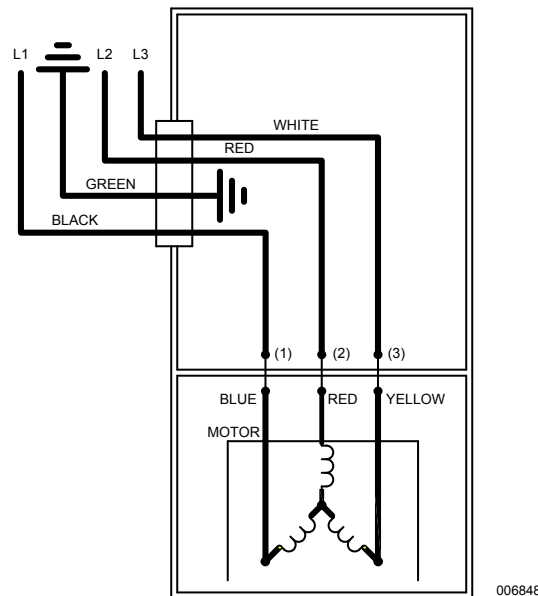 L1 L2 L3
WHITE
RED
GREEN
BLACK
(1) (2) (3)
BLUE RED YELLOW
MOTOR
006848